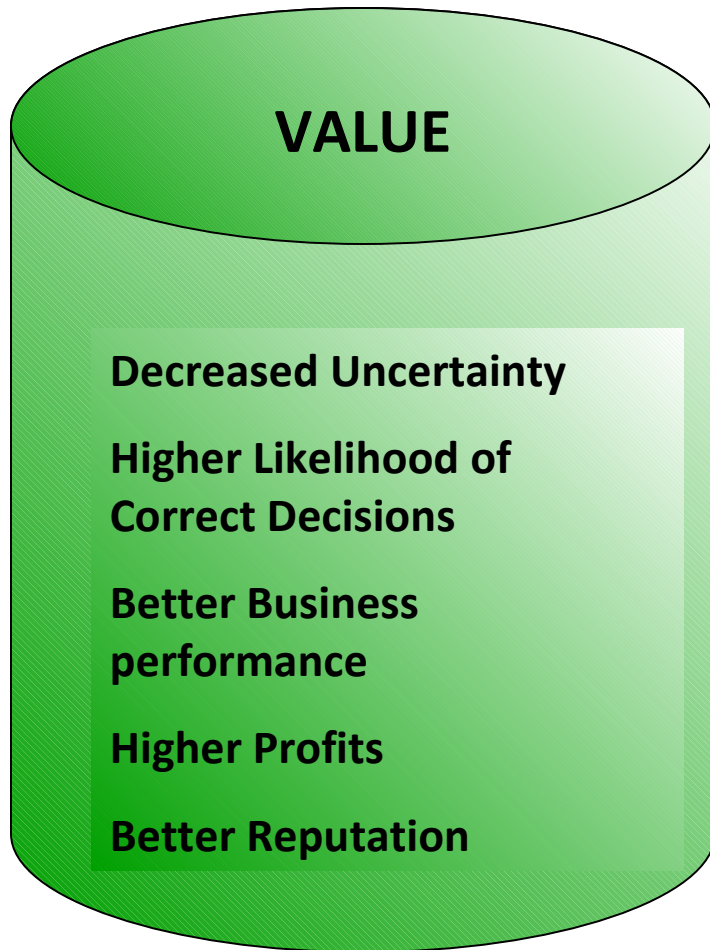 VALUE
Decreased Uncertainty
Higher Likelihood of
Correct Decisions
Better Business
performance
Higher Profits
Better Reputation